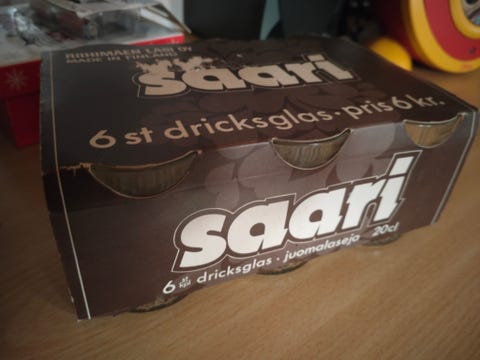 RIIHIMÄEN LASI OY
MADE IN FINLAND
saari
6 st dricksglas · pris 6 kr.
saari
6 st kpl dricksglas · juomalaseja 20cl